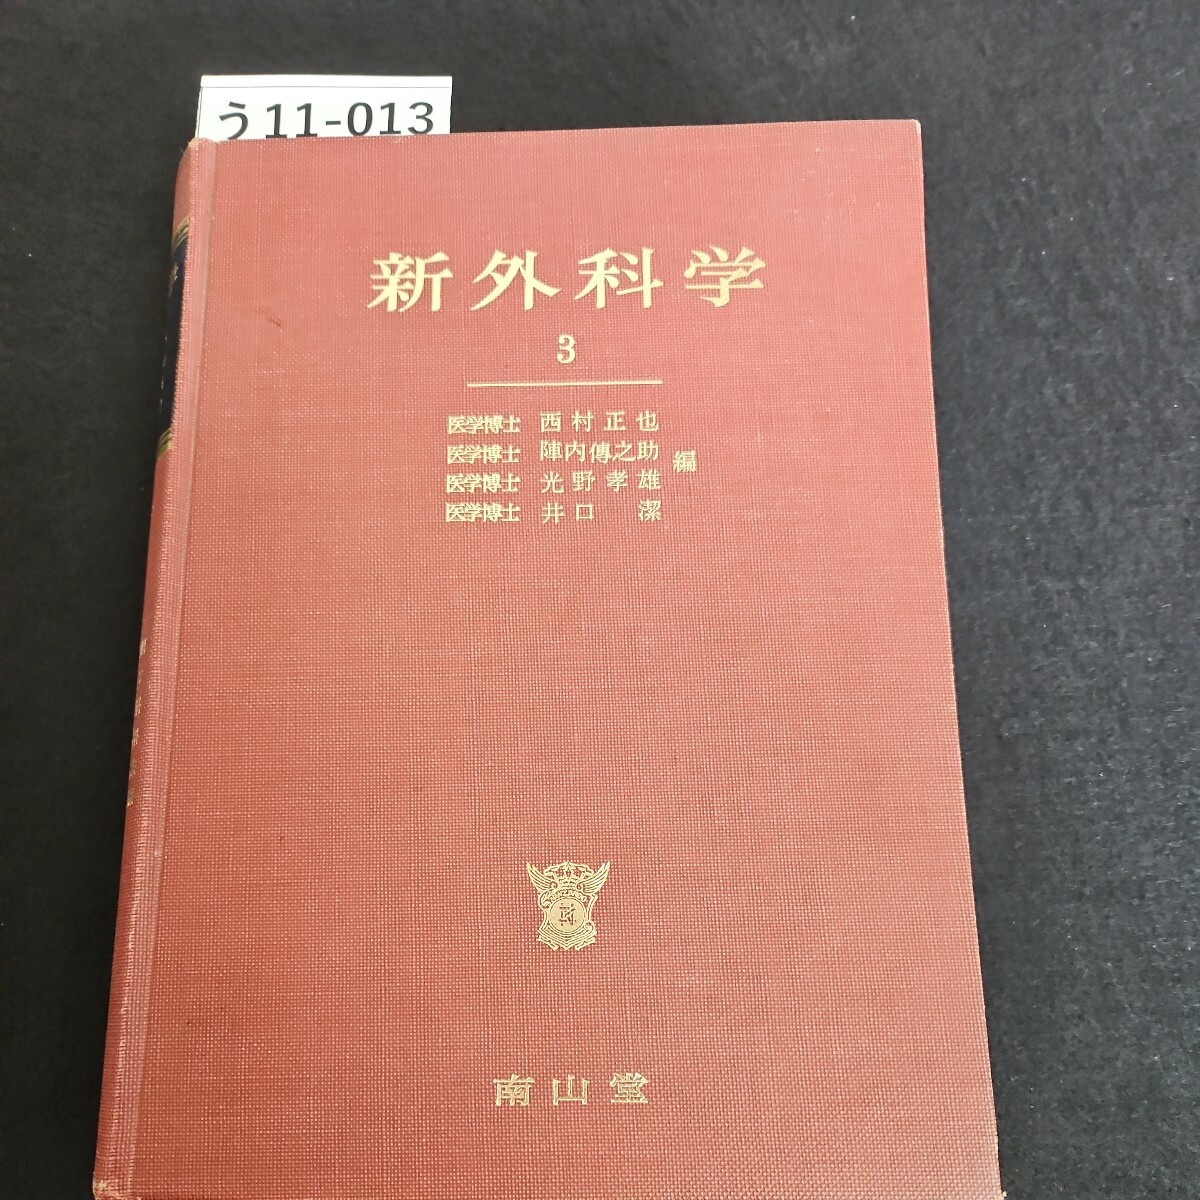 う11-013
新外科学
3
医学博士 西村正也
医学博士 陣内傳之助
医学博士 光野孝雄
医学博士 井口 潔
編
南山堂